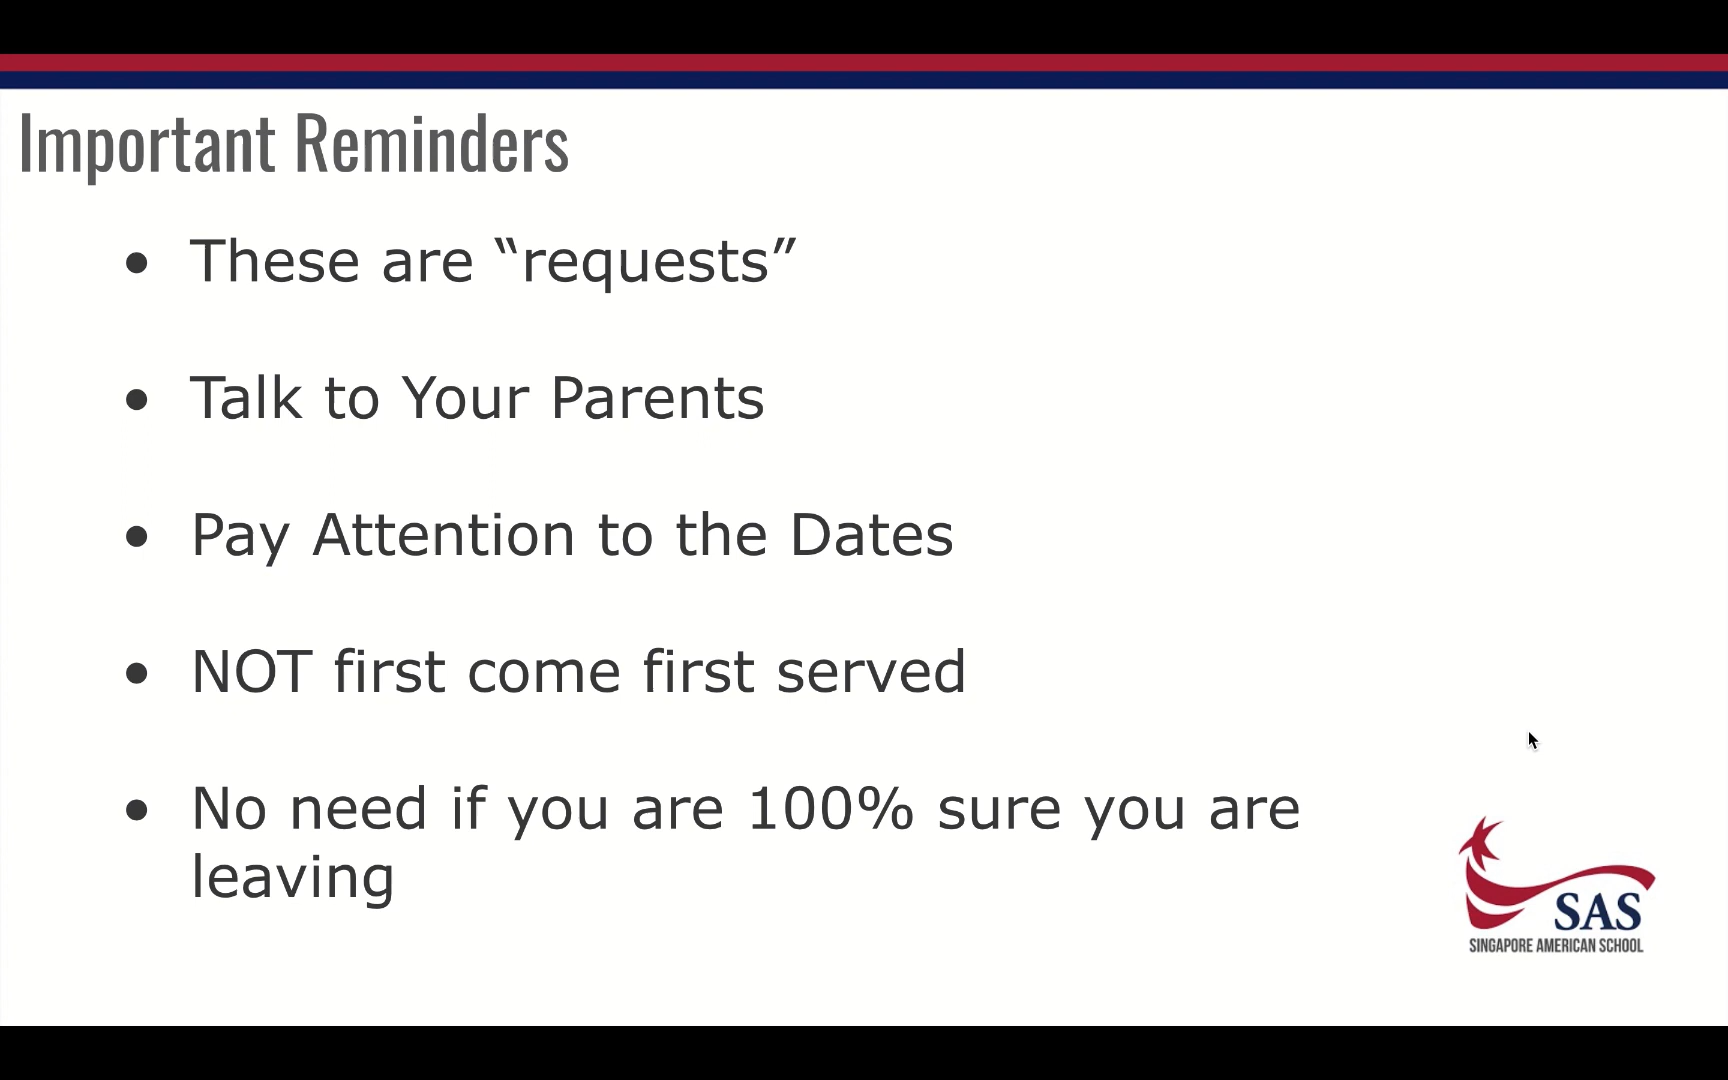 Important Reminders
• These are “requests”
• Talk to Your Parents
• Pay Attention to the Dates
• NOT first come first served
• No need if you are 100% sure you are
leaving
SAS
SINGAPORE AMERICAN SCHOOL